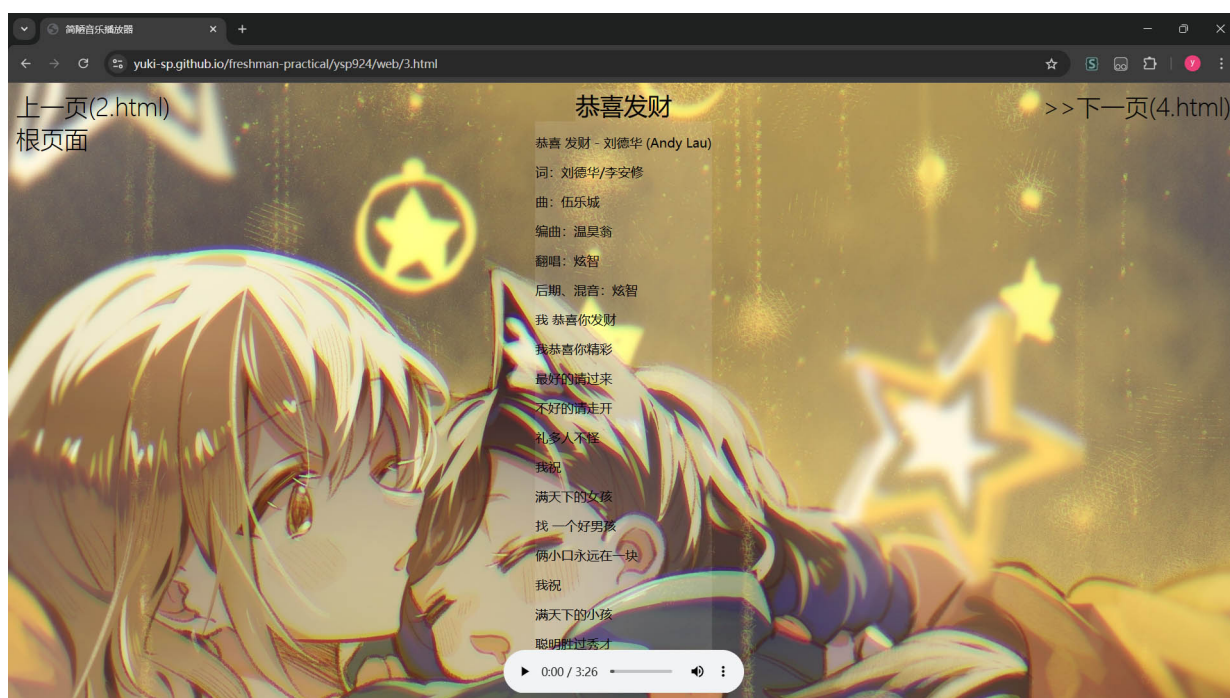 简陋音乐播放器
yuki-sp.github.io/freshman-practical/ysp924/web/3.html
上一页(2.html)
恭喜发财
>>下一页(4.html)
根页面
恭喜 发财 - 刘德华 (Andy Lau)
词：刘德华/李安修
曲：伍乐城
编曲：温昊翁
翻唱：炫智
后期、混音：炫智
我 恭喜你发财
我恭喜你精彩
最好的请过来
不好的请走开
礼多人不怪
我祝
满天下的女孩
找 一个好男孩
俩小口永远在一块
我祝
满天下的小孩
聪明胜过秀才
0:00 / 3:26